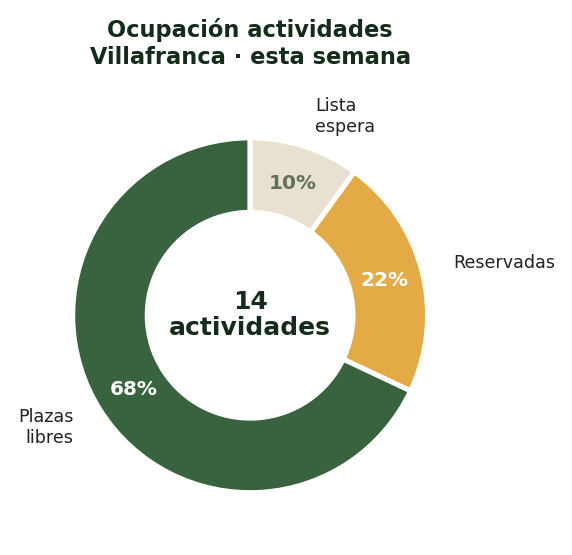 Ocupación actividades
Villafranca · esta semana
Lista
espera
10%
Reservadas
22%
14
actividades
68%
Plazas
libres